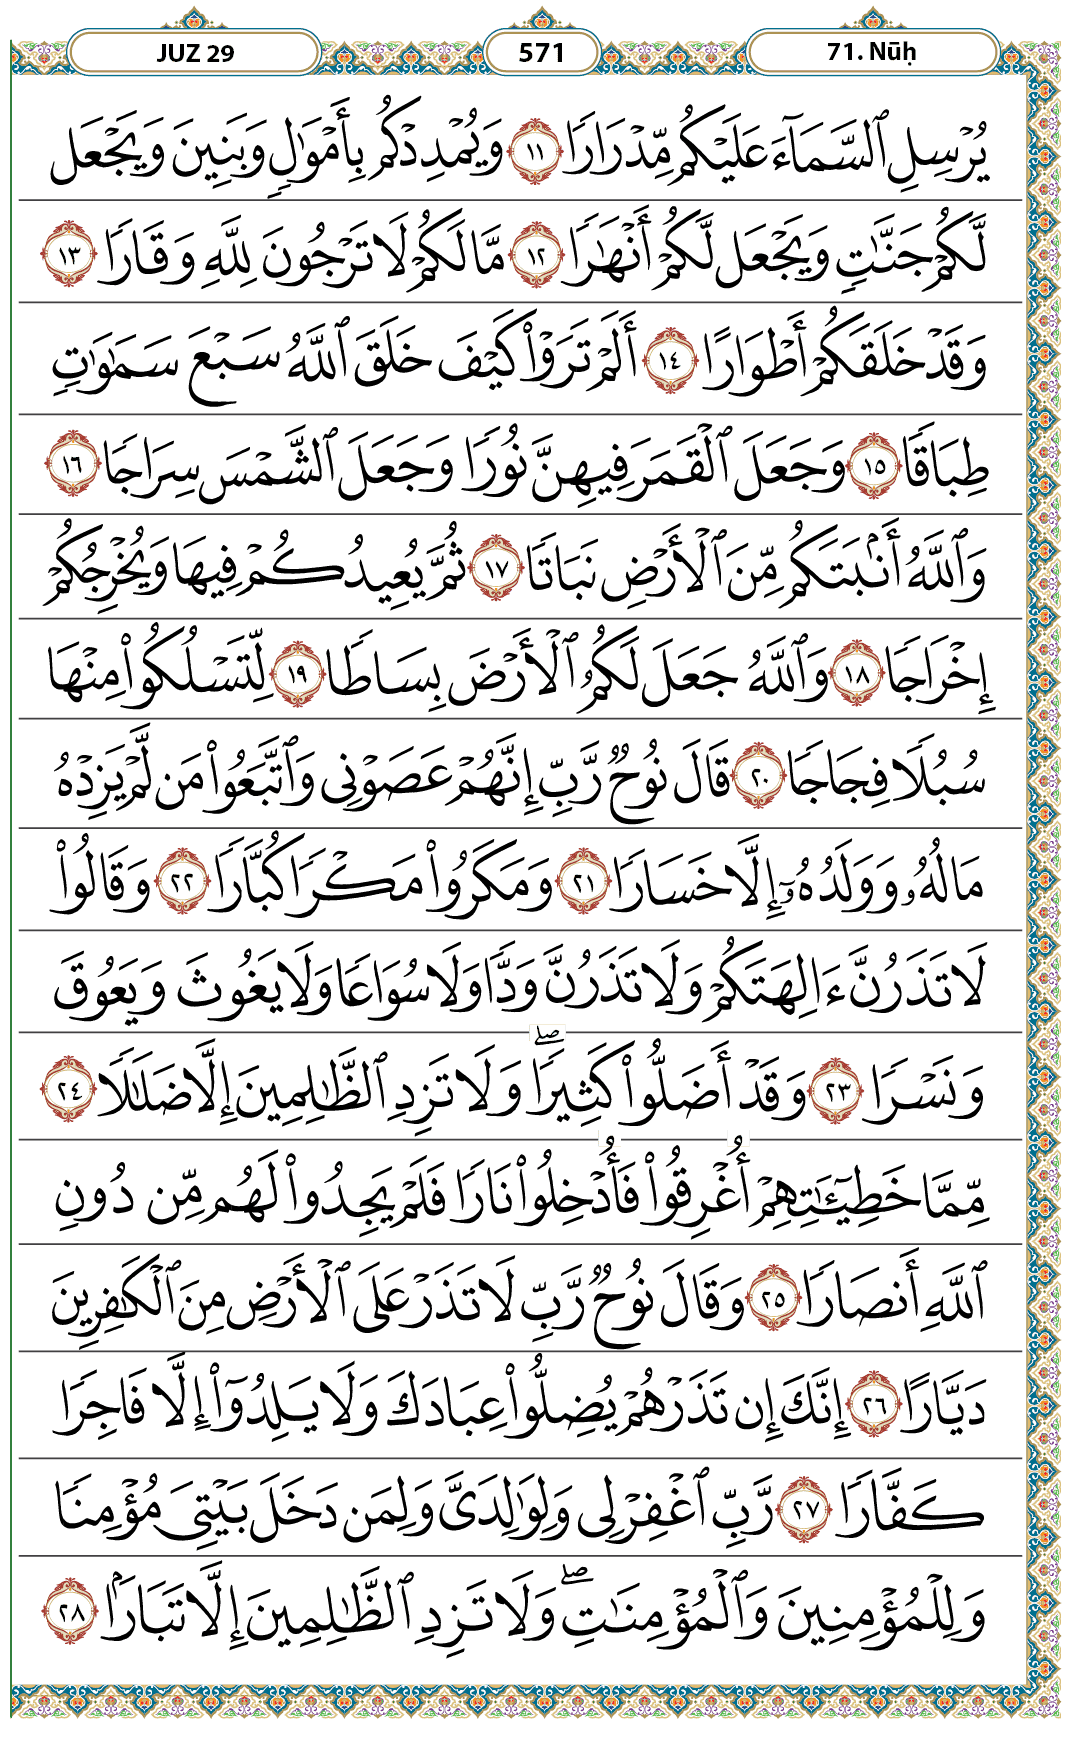 JUZ 29 571 71. Nūḥ
يُرْسِلِ ٱلسَّمَآءَ عَلَيْكُم مِّدْرَارًا ١١ وَيُمْدِدْكُم بِأَمْوَٰلٍ وَبَنِينَ وَيَجْعَل
لَّكُمْ جَنَّٰتٍ وَيَجْعَل لَّكُمْ أَنْهَٰرًا ١٢ مَّا لَكُمْ لَا تَرْجُونَ لِلَّهِ وَقَارًا ١٣
وَقَدْ خَلَقَكُمْ أَطْوَارًا ١٤ أَلَمْ تَرَوْا۟ كَيْفَ خَلَقَ ٱللَّهُ سَبْعَ سَمَٰوَٰتٍ
طِبَاقًا ١٥ وَجَعَلَ ٱلْقَمَرَ فِيهِنَّ نُورًا وَجَعَلَ ٱلشَّمْسَ سِرَاجًا ١٦
وَٱللَّهُ أَنۢبَتَكُم مِّنَ ٱلْأَرْضِ نَبَاتًا ١٧ ثُمَّ يُعِيدُكُمْ فِيهَا وَيُخْرِجُكُمْ
إِخْرَاجًا ١٨ وَٱللَّهُ جَعَلَ لَكُمُ ٱلْأَرْضَ بِسَاطًا ١٩ لِّتَسْلُكُوا۟ مِنْهَا
سُبُلًا فِجَاجًا ٢٠ قَالَ نُوحٌ رَّبِّ إِنَّهُمْ عَصَوْنِى وَٱتَّبَعُوا۟ مَن لَّمْ يَزِدْهُ
مَالُهُۥ وَوَلَدُهُۥٓ إِلَّا خَسَارًا ٢١ وَمَكَرُوا۟ مَكْرًا كُبَّارًا ٢٢ وَقَالُوا۟
لَا تَذَرُنَّ ءَالِهَتَكُمْ وَلَا تَذَرُنَّ وَدًّا وَلَا سُوَاعًا وَلَا يَغُوثَ وَيَعُوقَ
وَنَسْرًا ٢٣ وَقَدْ أَضَلُّوا۟ كَثِيرًا ۖ وَلَا تَزِدِ ٱلظَّٰلِمِينَ إِلَّا ضَلَٰلًا ٢٤
مِّمَّا خَطِيٓـَٰٔتِهِمْ أُغْرِقُوا۟ فَأُدْخِلُوا۟ نَارًا فَلَمْ يَجِدُوا۟ لَهُم مِّن دُونِ
ٱللَّهِ أَنصَارًا ٢٥ وَقَالَ نُوحٌ رَّبِّ لَا تَذَرْ عَلَى ٱلْأَرْضِ مِنَ ٱلْكَٰفِرِينَ
دَيَّارًا ٢٦ إِنَّكَ إِن تَذَرْهُمْ يُضِلُّوا۟ عِبَادَكَ وَلَا يَلِدُوٓا۟ إِلَّا فَاجِرًا
كَفَّارًا ٢٧ رَّبِّ ٱغْفِرْ لِى وَلِوَٰلِدَىَّ وَلِمَن دَخَلَ بَيْتِىَ مُؤْمِنًا
وَلِلْمُؤْمِنِينَ وَٱلْمُؤْمِنَٰتِ ۖ وَلَا تَزِدِ ٱلظَّٰلِمِينَ إِلَّا تَبَارًۢا ٢٨